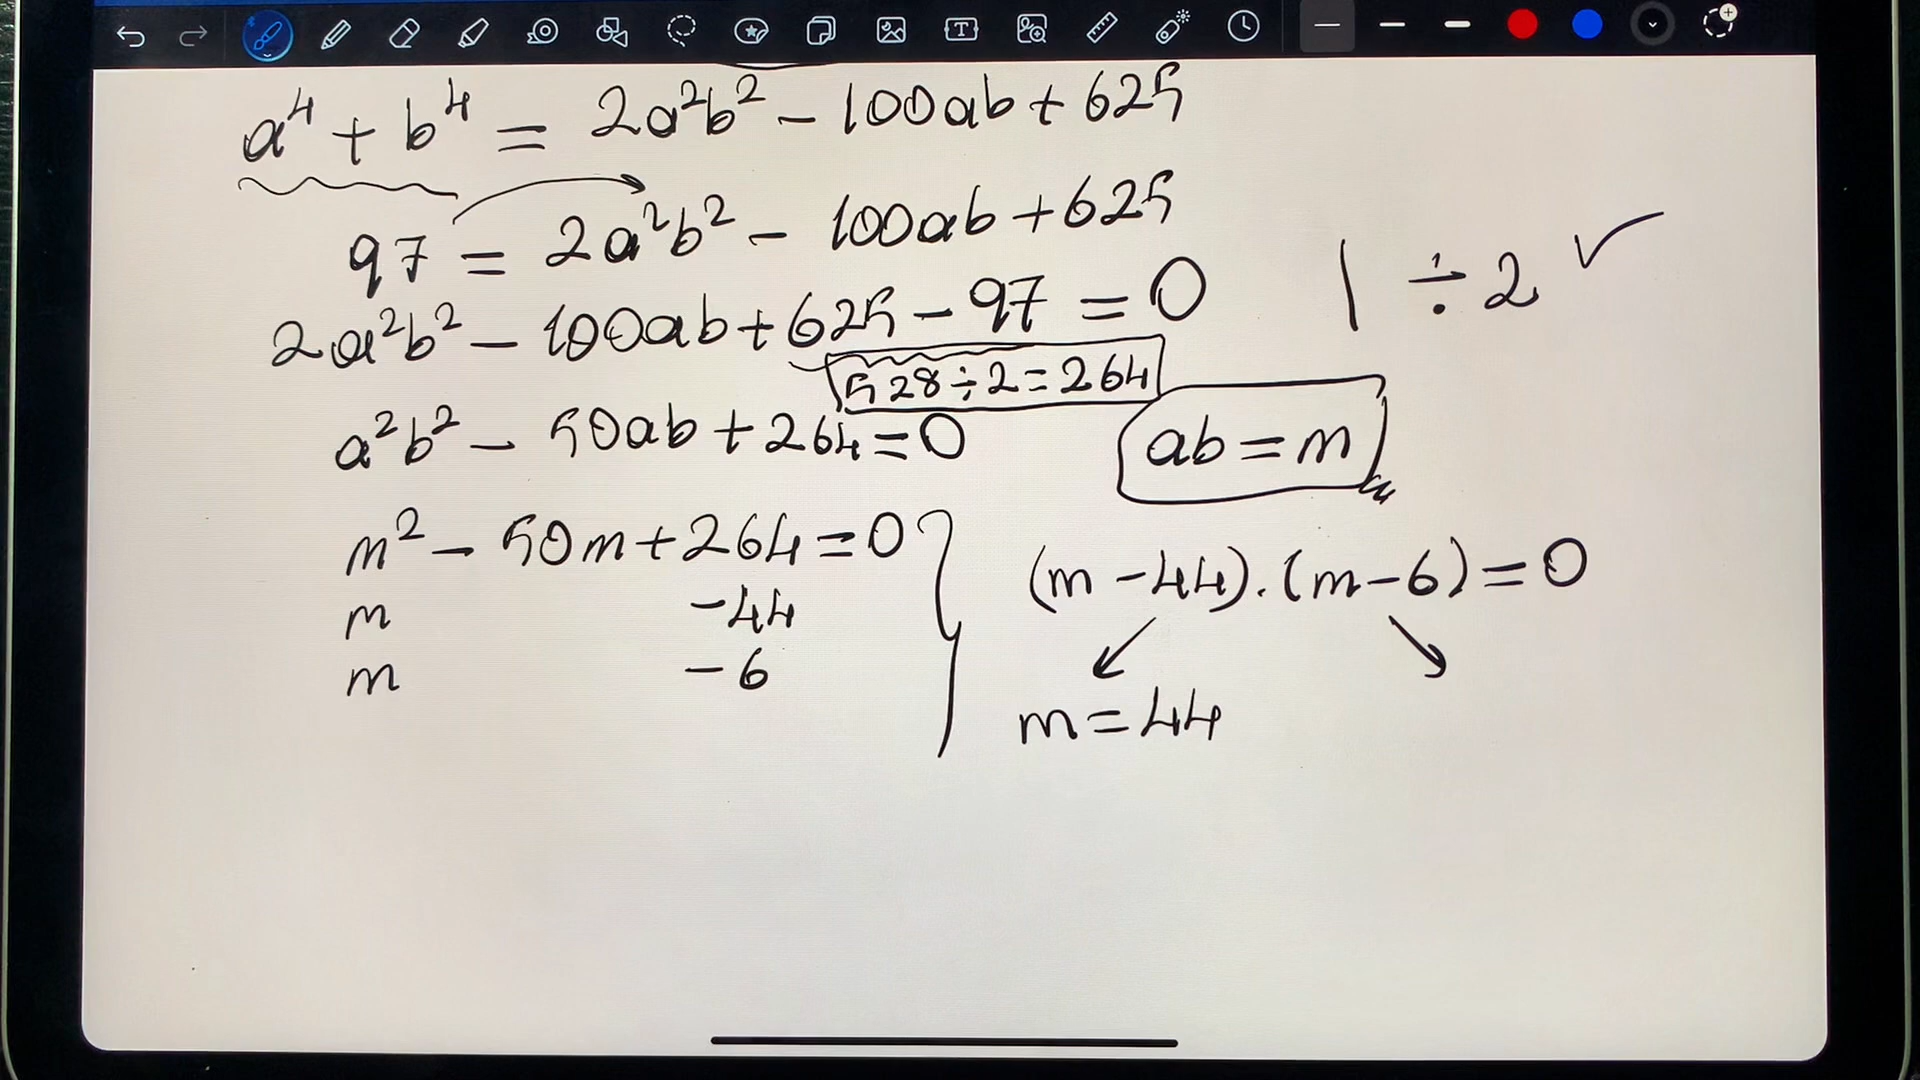 a⁴ + b⁴ = 2a²b² - 100ab + 625
97 = 2a²b² - 100ab + 625
2a²b² - 100ab + 625 - 97 = 0 | ÷ 2 ✓
528 ÷ 2 = 264
a²b² - 50ab + 264 = 0
ab = m
m² - 50m + 264 = 0
m -44
m -6
(m - 44).(m - 6) = 0
m = 44